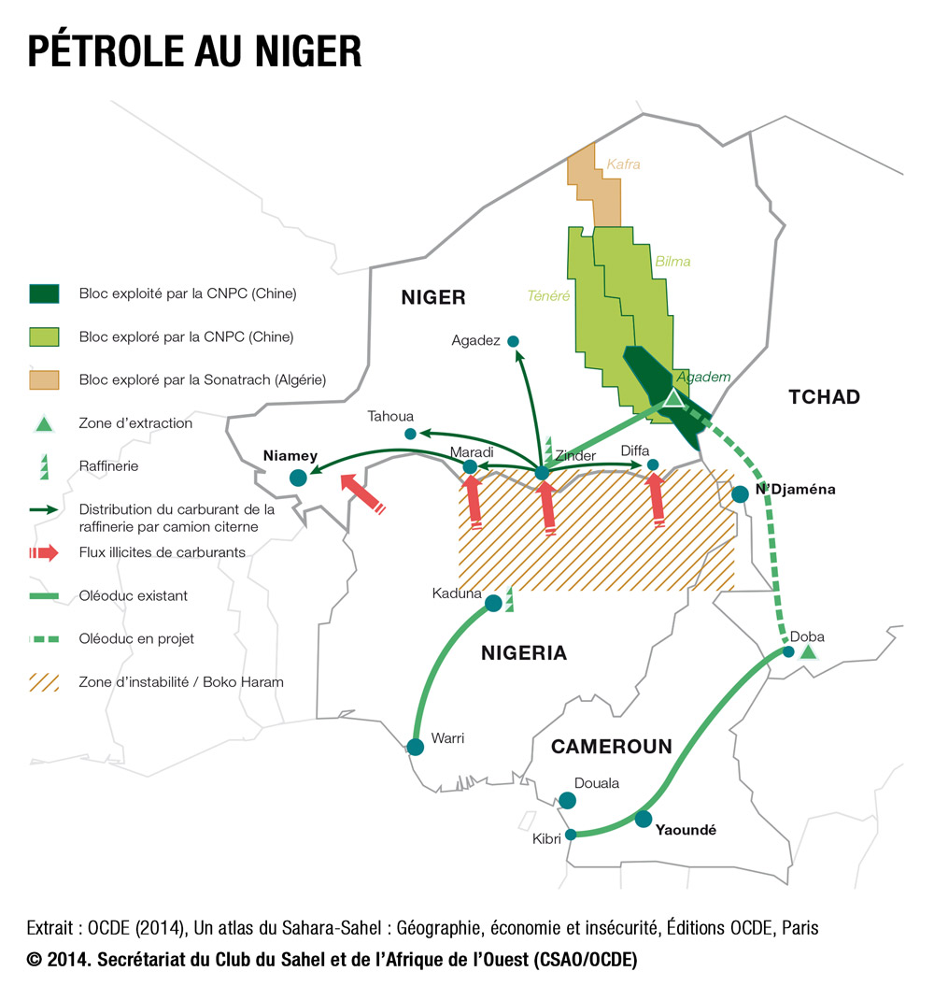 PÉTROLE AU NIGER
Kafra
Bilma
Ténéré
NIGER
Agadez
Agadem
TCHAD
Tahoua
Maradi
Zinder
Diffa
Niamey
N'Djaména
Kaduna
NIGERIA
Doba
Warri
CAMEROUN
Douala
Kibri
Yaoundé
Bloc exploité par la CNPC (Chine)
Bloc exploré par la CNPC (Chine)
Bloc exploré par la Sonatrach (Algérie)
Zone d'extraction
Raffinerie
Distribution du carburant de la
raffinerie par camion citerne
Flux illicites de carburants
Oléoduc existant
Oléoduc en projet
Zone d'instabilité / Boko Haram
Extrait : OCDE (2014), Un atlas du Sahara-Sahel : Géographie, économie et insécurité, Éditions OCDE, Paris
© 2014. Secrétariat du Club du Sahel et de l'Afrique de l'Ouest (CSAO/OCDE)